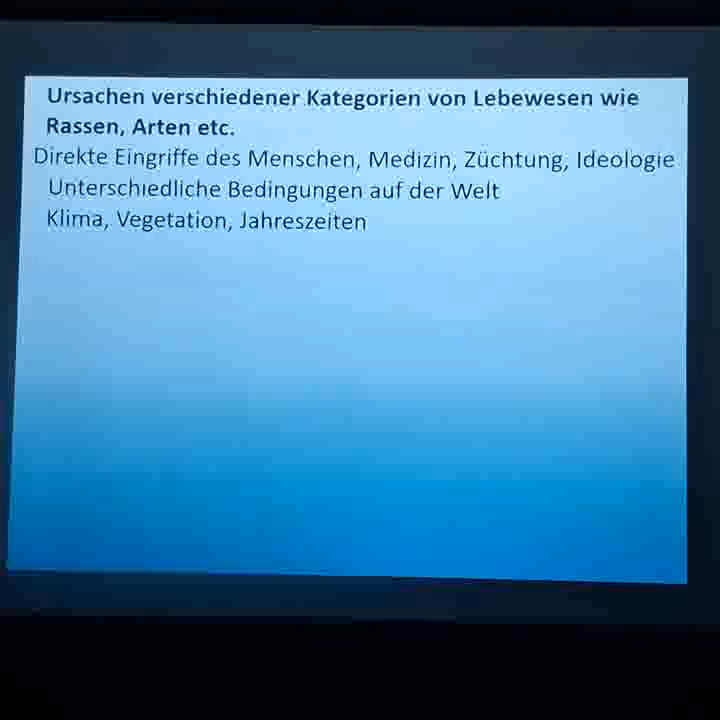 Ursachen verschiedener Kategorien von Lebewesen wie
Rassen, Arten etc.
Direkte Eingriffe des Menschen, Medizin, Züchtung, Ideologie
Unterschiedliche Bedingungen auf der Welt
Klima, Vegetation, Jahreszeiten